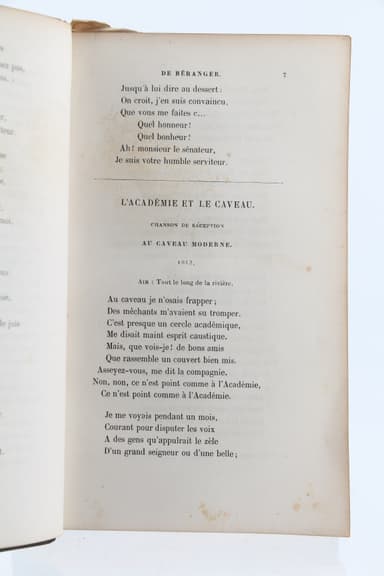 DE BÉRANGER. 7
Jusqu'à lui dire au dessert:
On croit, j'en suis convaincu,
Que vous me faites c...
Quel honneur!
Quel bonheur!
Ah! monsieur le sénateur,
Je suis votre humble serviteur.
L'ACADÉMIE ET LE CAVEAU.
CHANSON DE RÉCEPTION
AU CAVEAU MODERNE.
1813.
AIR : Tout le long de la rivière.
Au caveau je n'osais frapper;
Des méchants m'avaient su tromper.
C'est presque un cercle académique,
Me disait maint esprit caustique.
Mais, que vois-je! de bons amis
Que rassemble un couvert bien mis.
Asseyez-vous, me dit la compagnie.
Non, non, ce n'est point comme à l'Académie,
Ce n'est point comme à l'Académie.
Je me voyais pendant un mois,
Courant pour disputer les voix
A des gens qu'appuîrait le zèle
D'un grand seigneur ou d'une belle;